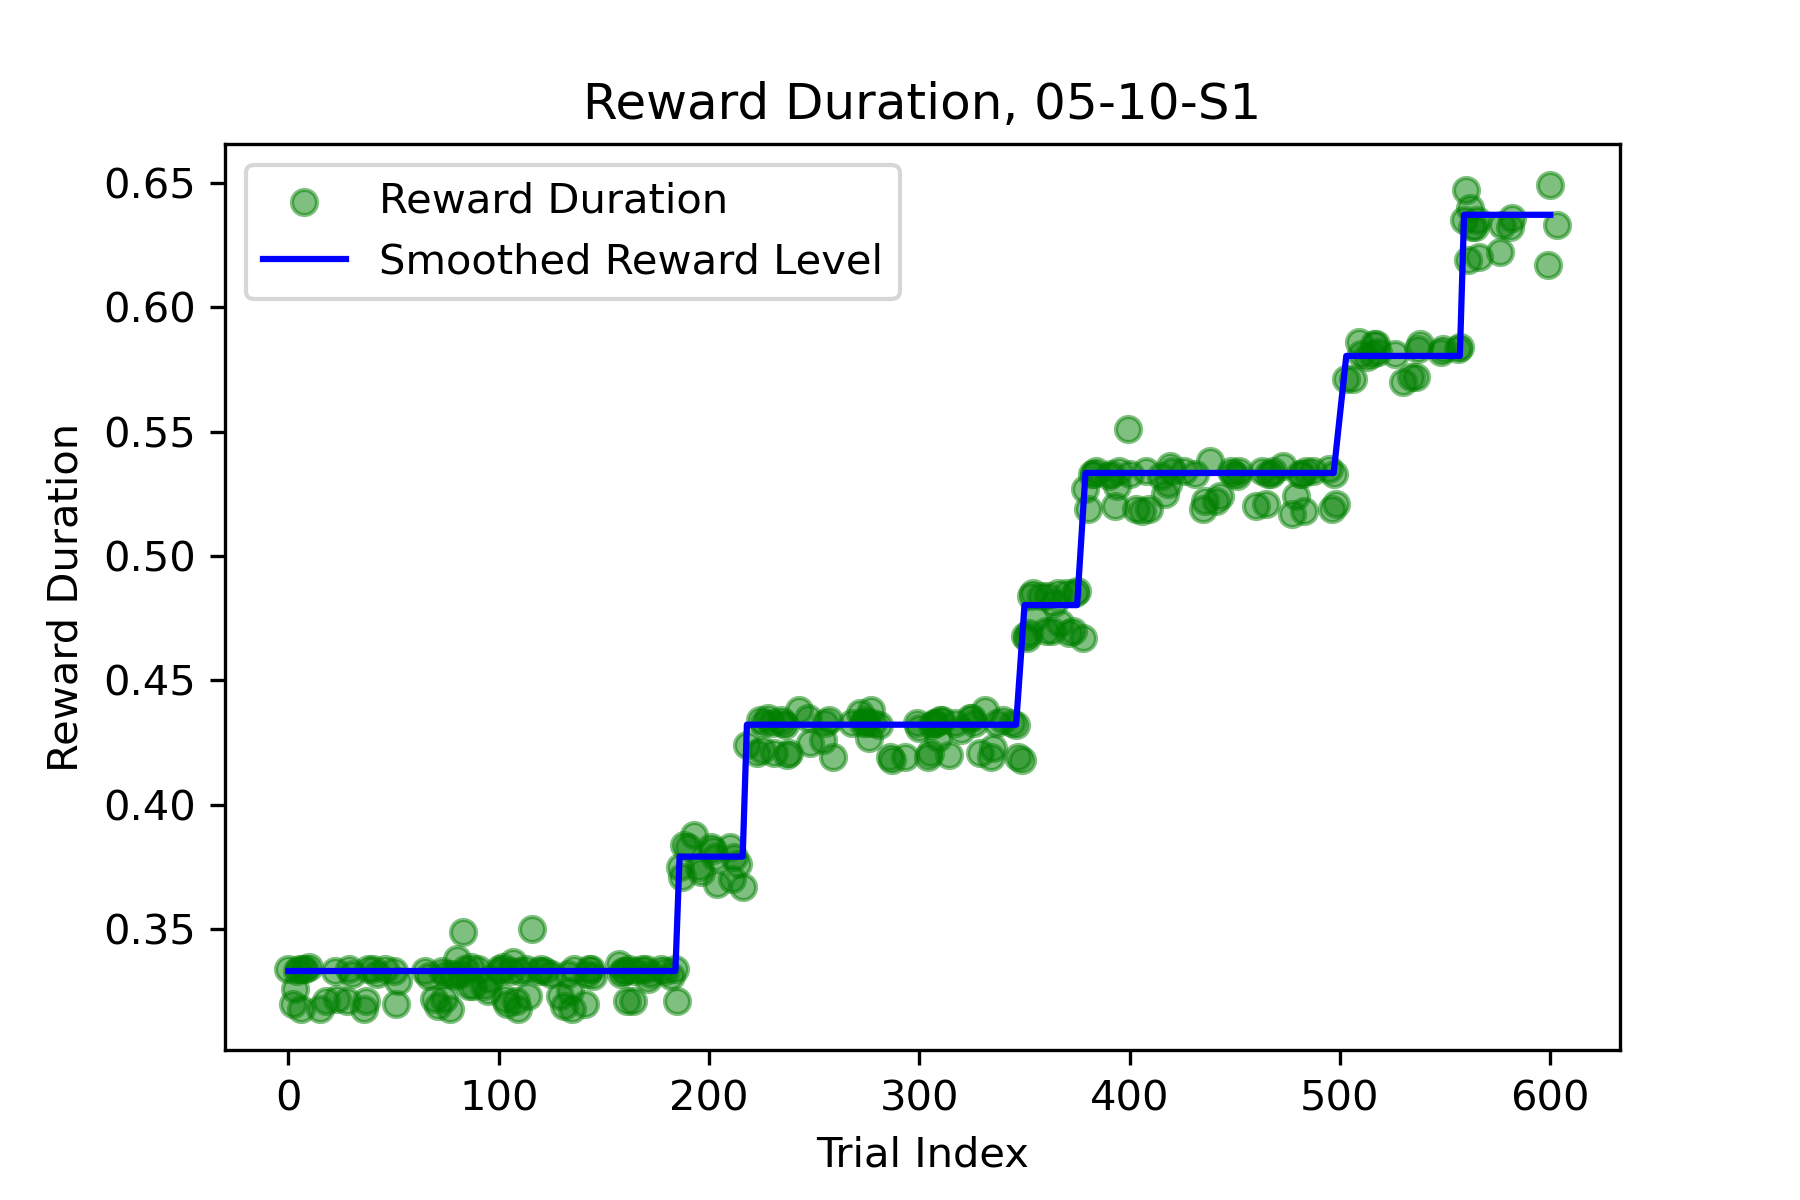 Reward Duration, 05-10-S1
Reward Duration
Smoothed Reward Level
0.65
0.60
0.55
0.50
0.45
0.40
0.35
Reward Duration
0 100 200 300 400 500 600
Trial Index